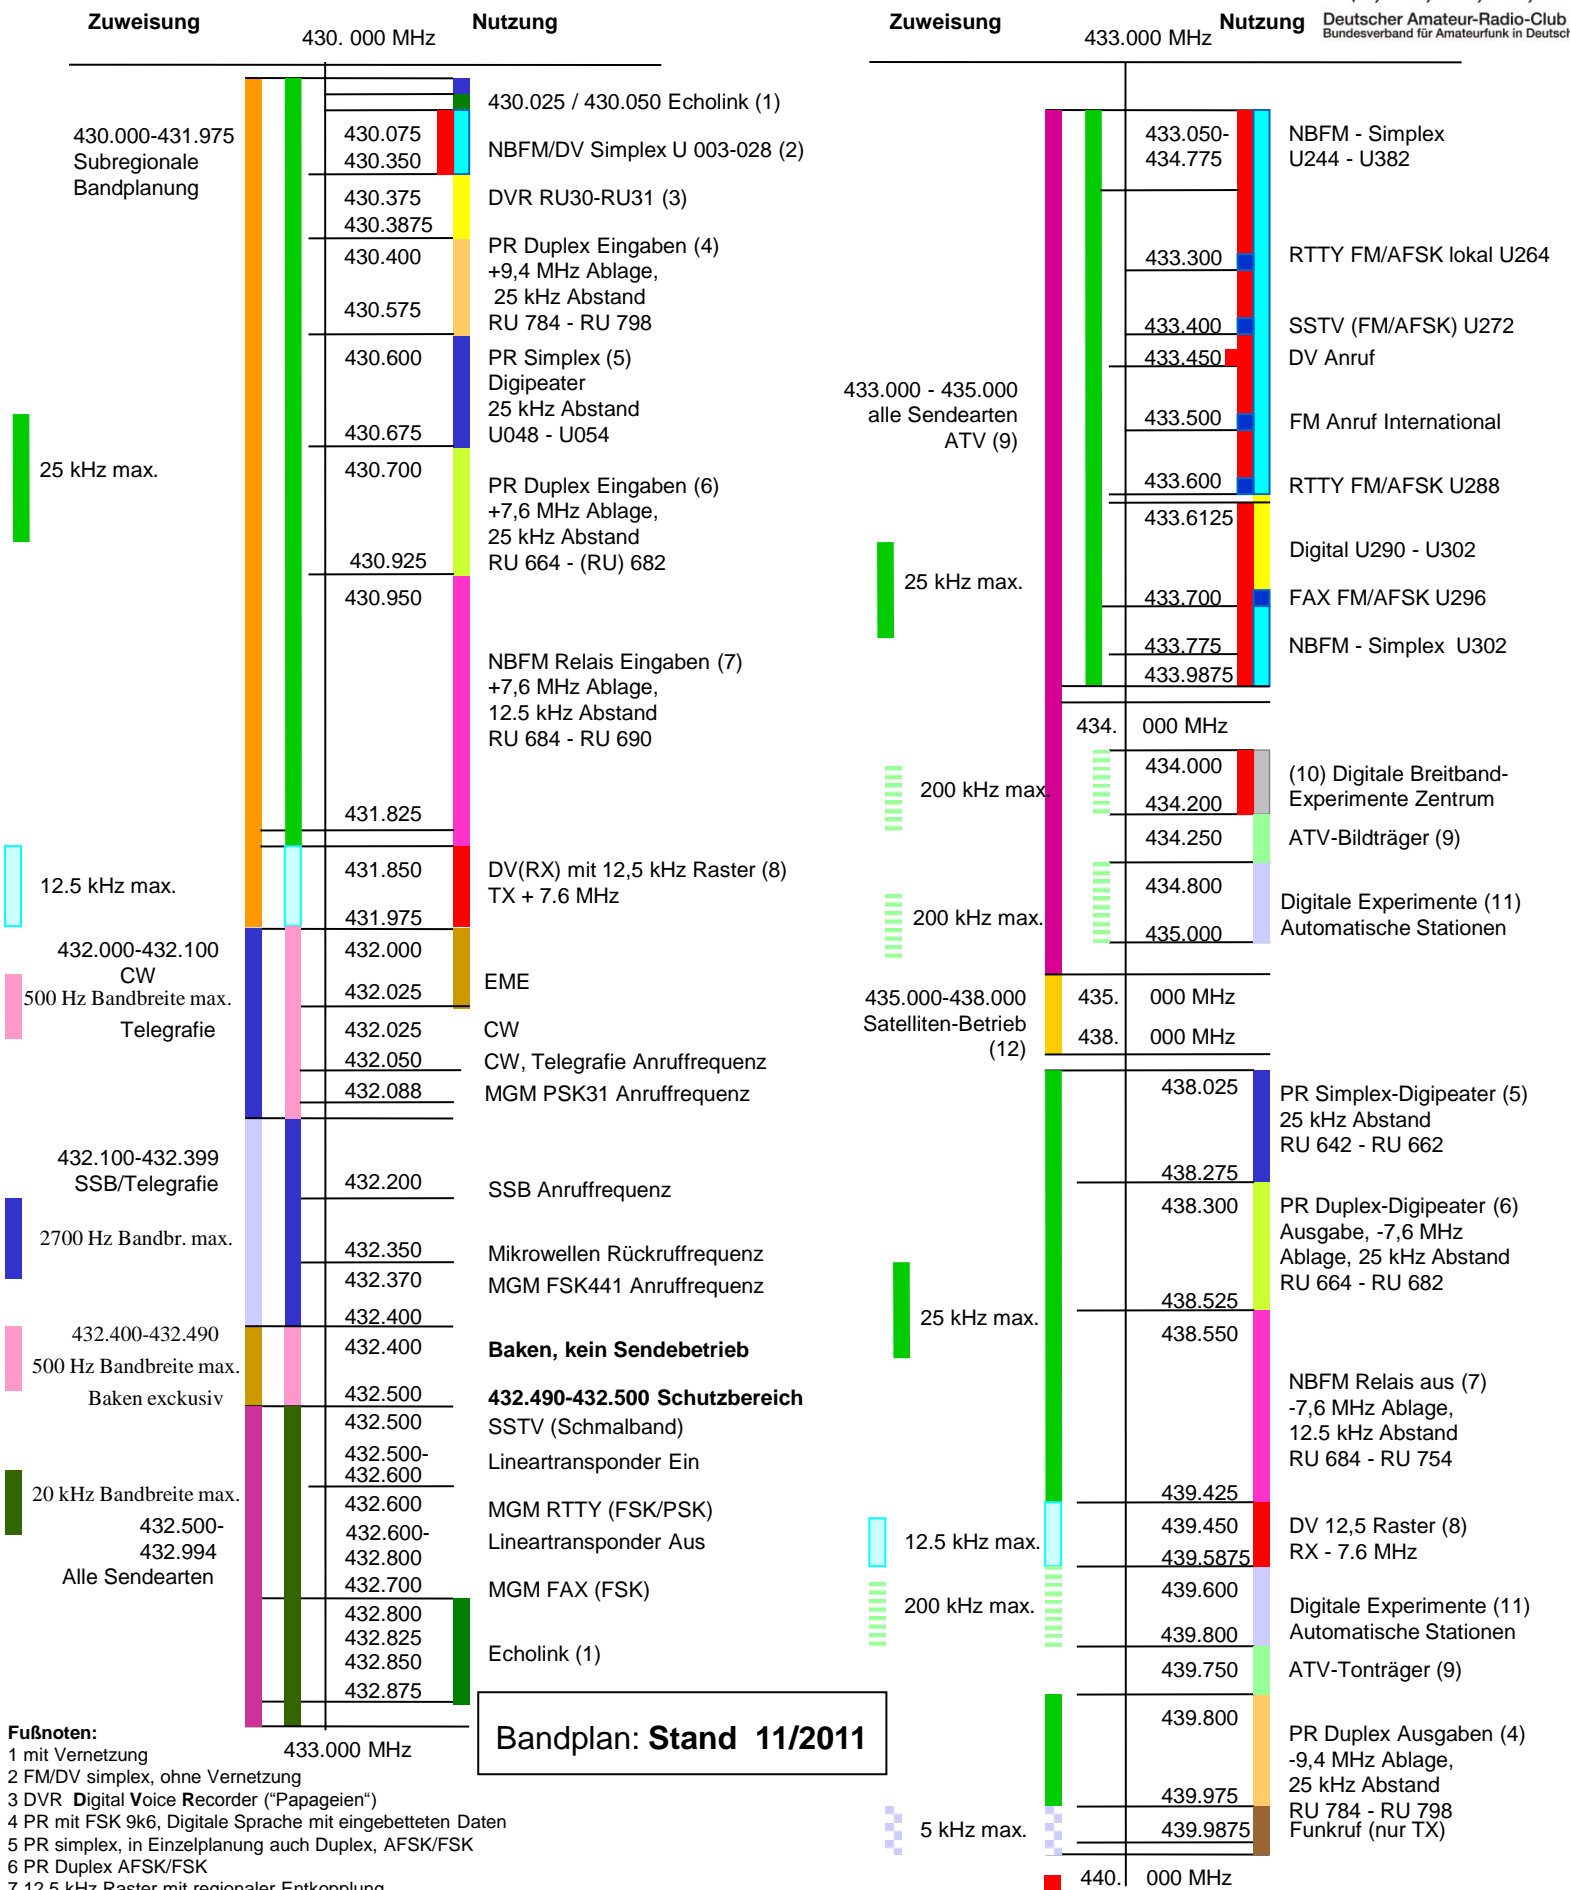 Zuweisung
430. 000 MHz
Nutzung
430.025 / 430.050 Echolink (1)
430.000-431.975
Subregionale
Bandplanung
430.075
430.350
NBFM/DV Simplex U 003-028 (2)
430.375
430.3875
DVR RU30-RU31 (3)
430.400
430.575
PR Duplex Eingaben (4)
+9,4 MHz Ablage,
25 kHz Abstand
RU 784 - RU 798
430.600
430.675
PR Simplex (5)
Digipeater
25 kHz Abstand
U048 - U054
25 kHz max.
430.700
430.925
PR Duplex Eingaben (6)
+7,6 MHz Ablage,
25 kHz Abstand
RU 664 - (RU) 682
430.950
431.825
NBFM Relais Eingaben (7)
+7,6 MHz Ablage,
12.5 kHz Abstand
RU 684 - RU 690
12.5 kHz max.
431.850
431.975
DV(RX) mit 12,5 kHz Raster (8)
TX + 7.6 MHz
432.000-432.100
CW
500 Hz Bandbreite max.
Telegrafie
432.000
432.025
EME
432.025
CW
432.050
CW, Telegrafie Anruffrequenz
432.088
MGM PSK31 Anruffrequenz
432.100-432.399
SSB/Telegrafie
2700 Hz Bandbr. max.
432.200
SSB Anruffrequenz
432.350
Mikrowellen Rückruffrequenz
432.370
MGM FSK441 Anruffrequenz
432.400
432.400-432.490
500 Hz Bandbreite max.
Baken exckusiv
432.400
Baken, kein Sendebetrieb
432.500
432.490-432.500 Schutzbereich
432.500
SSTV (Schmalband)
432.500-
432.600
Lineartransponder Ein
20 kHz Bandbreite max.
432.500-
432.994
Alle Sendearten
432.600
MGM RTTY (FSK/PSK)
432.600-
432.800
Lineartransponder Aus
432.700
MGM FAX (FSK)
432.800
432.825
432.850
432.875
Echolink (1)
433.000 MHz
Bandplan: Stand 11/2011
Fußnoten:
1 mit Vernetzung
2 FM/DV simplex, ohne Vernetzung
3 DVR Digital Voice Recorder ("Papageien“)
4 PR mit FSK 9k6, Digitale Sprache mit eingebetteten Daten
5 PR simplex, in Einzelplanung auch Duplex, AFSK/FSK
6 PR Duplex AFSK/FSK
7 12,5 kHz Raster mit regionaler Entkopplung
Zuweisung
433.000 MHz
Nutzung
Deutscher Amateur-Radio-Club
Bundesverband für Amateurfunk in Deutsch
433.050-
434.775
NBFM - Simplex
U244 - U382
433.300
RTTY FM/AFSK lokal U264
433.400
SSTV (FM/AFSK) U272
433.450
DV Anruf
433.000 - 435.000
alle Sendearten
ATV (9)
433.500
FM Anruf International
433.600
RTTY FM/AFSK U288
433.6125
Digital U290 - U302
25 kHz max.
433.700
FAX FM/AFSK U296
433.775
433.9875
NBFM - Simplex U302
434. 000 MHz
200 kHz max.
434.000
434.200
(10) Digitale Breitband-
Experimente Zentrum
434.250
ATV-Bildträger (9)
200 kHz max.
434.800
435.000
Digitale Experimente (11)
Automatische Stationen
435.000-438.000
Satelliten-Betrieb
(12)
435. 000 MHz
438. 000 MHz
438.025
438.275
PR Simplex-Digipeater (5)
25 kHz Abstand
RU 642 - RU 662
438.300
438.525
PR Duplex-Digipeater (6)
Ausgabe, -7,6 MHz
Ablage, 25 kHz Abstand
RU 664 - RU 682
25 kHz max.
438.550
439.425
NBFM Relais aus (7)
-7,6 MHz Ablage,
12.5 kHz Abstand
RU 684 - RU 754
12.5 kHz max.
439.450
439.5875
DV 12,5 Raster (8)
RX - 7.6 MHz
200 kHz max.
439.600
439.800
Digitale Experimente (11)
Automatische Stationen
439.750
ATV-Tonträger (9)
439.800
439.975
PR Duplex Ausgaben (4)
-9,4 MHz Ablage,
25 kHz Abstand
RU 784 - RU 798
5 kHz max.
439.9875
Funkruf (nur TX)
440. 000 MHz